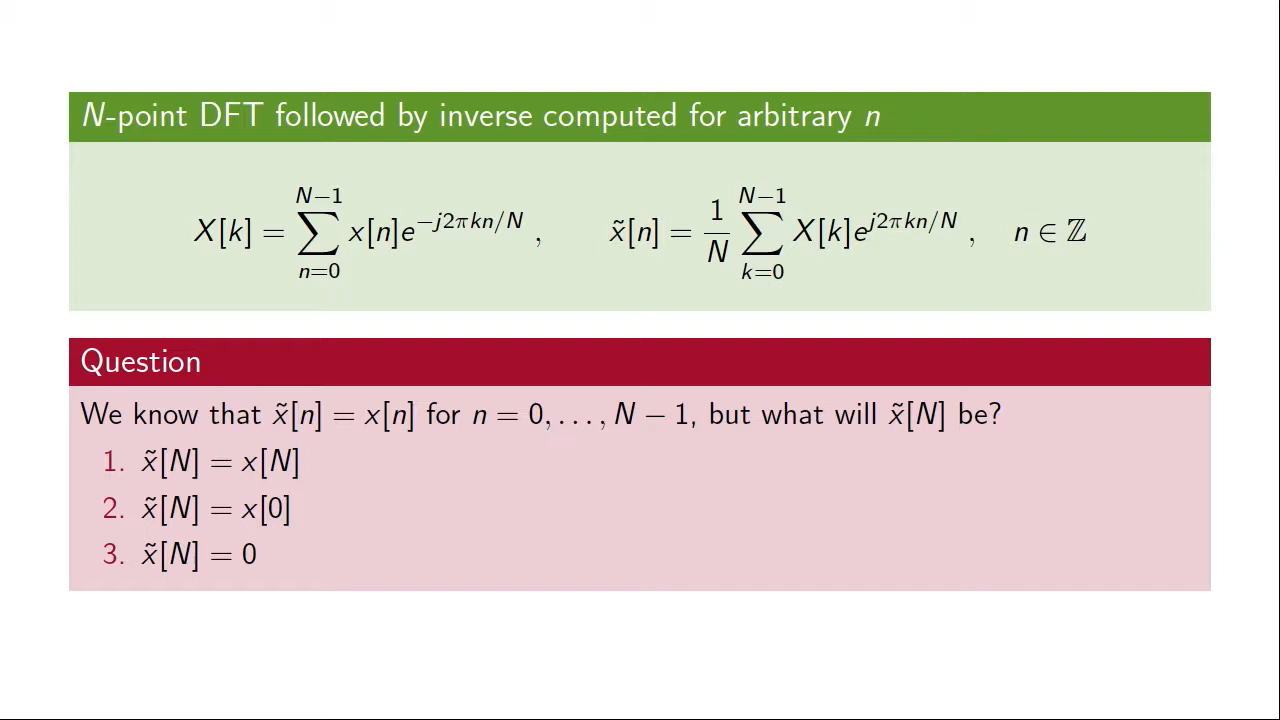 N-point DFT followed by inverse computed for arbitrary n
X[k] = ∑_{n=0}^{N−1} x[n]e^{−j2πkn/N} , x̃[n] = \frac{1}{N} ∑_{k=0}^{N−1} X[k]e^{j2πkn/N} , n ∈ ℤ
Question
We know that x̃[n] = x[n] for n = 0, . . . , N − 1, but what will x̃[N] be?
1. x̃[N] = x[N]
2. x̃[N] = x[0]
3. x̃[N] = 0